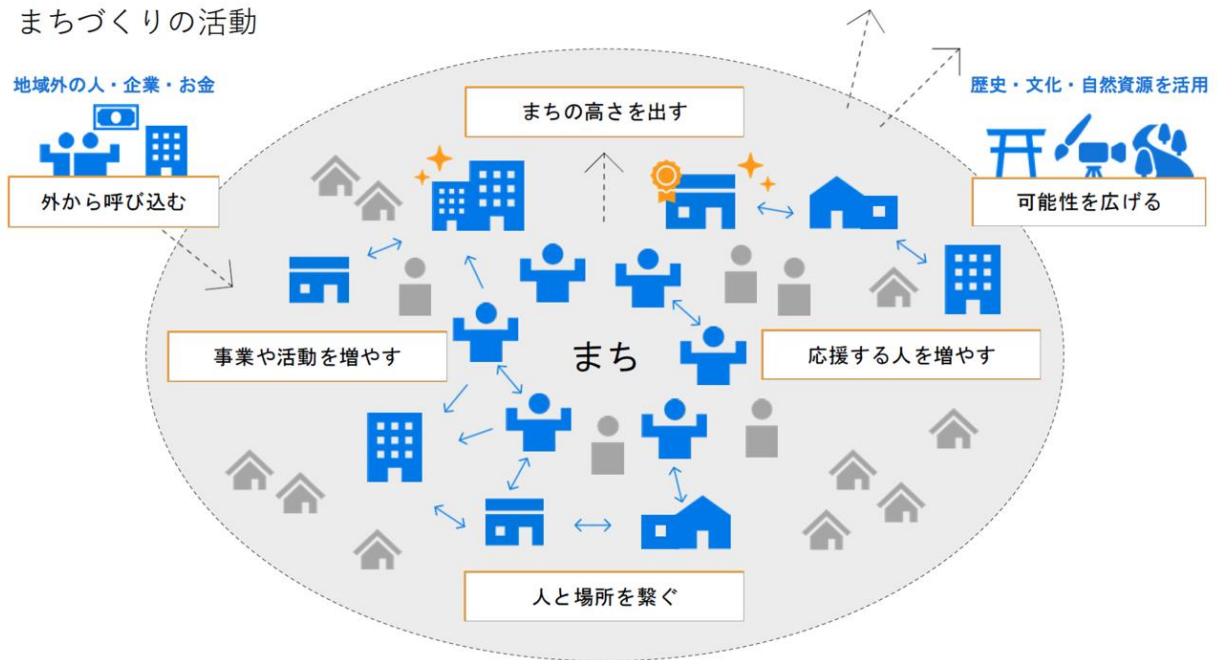 まちづくりの活動
地域外の人・企業・お金
外から呼び込む
まちの高さを出す
歴史・文化・自然資源を活用
可能性を広げる
事業や活動を増やす
まち
応援する人を増やす
人と場所を繋ぐ